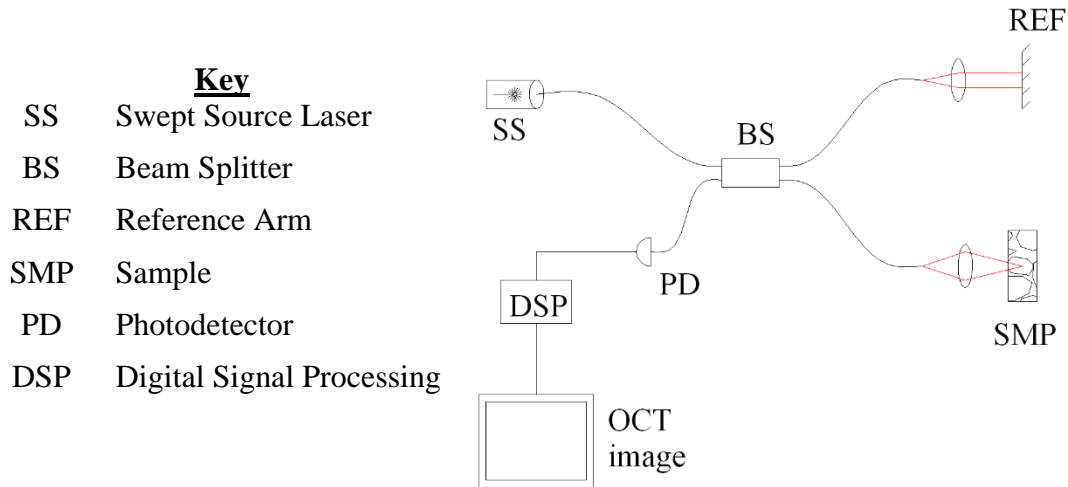 Key
SS Swept Source Laser
BS Beam Splitter
REF Reference Arm
SMP Sample
PD Photodetector
DSP Digital Signal Processing
REF
SS
BS
PD
DSP
SMP
OCT
image